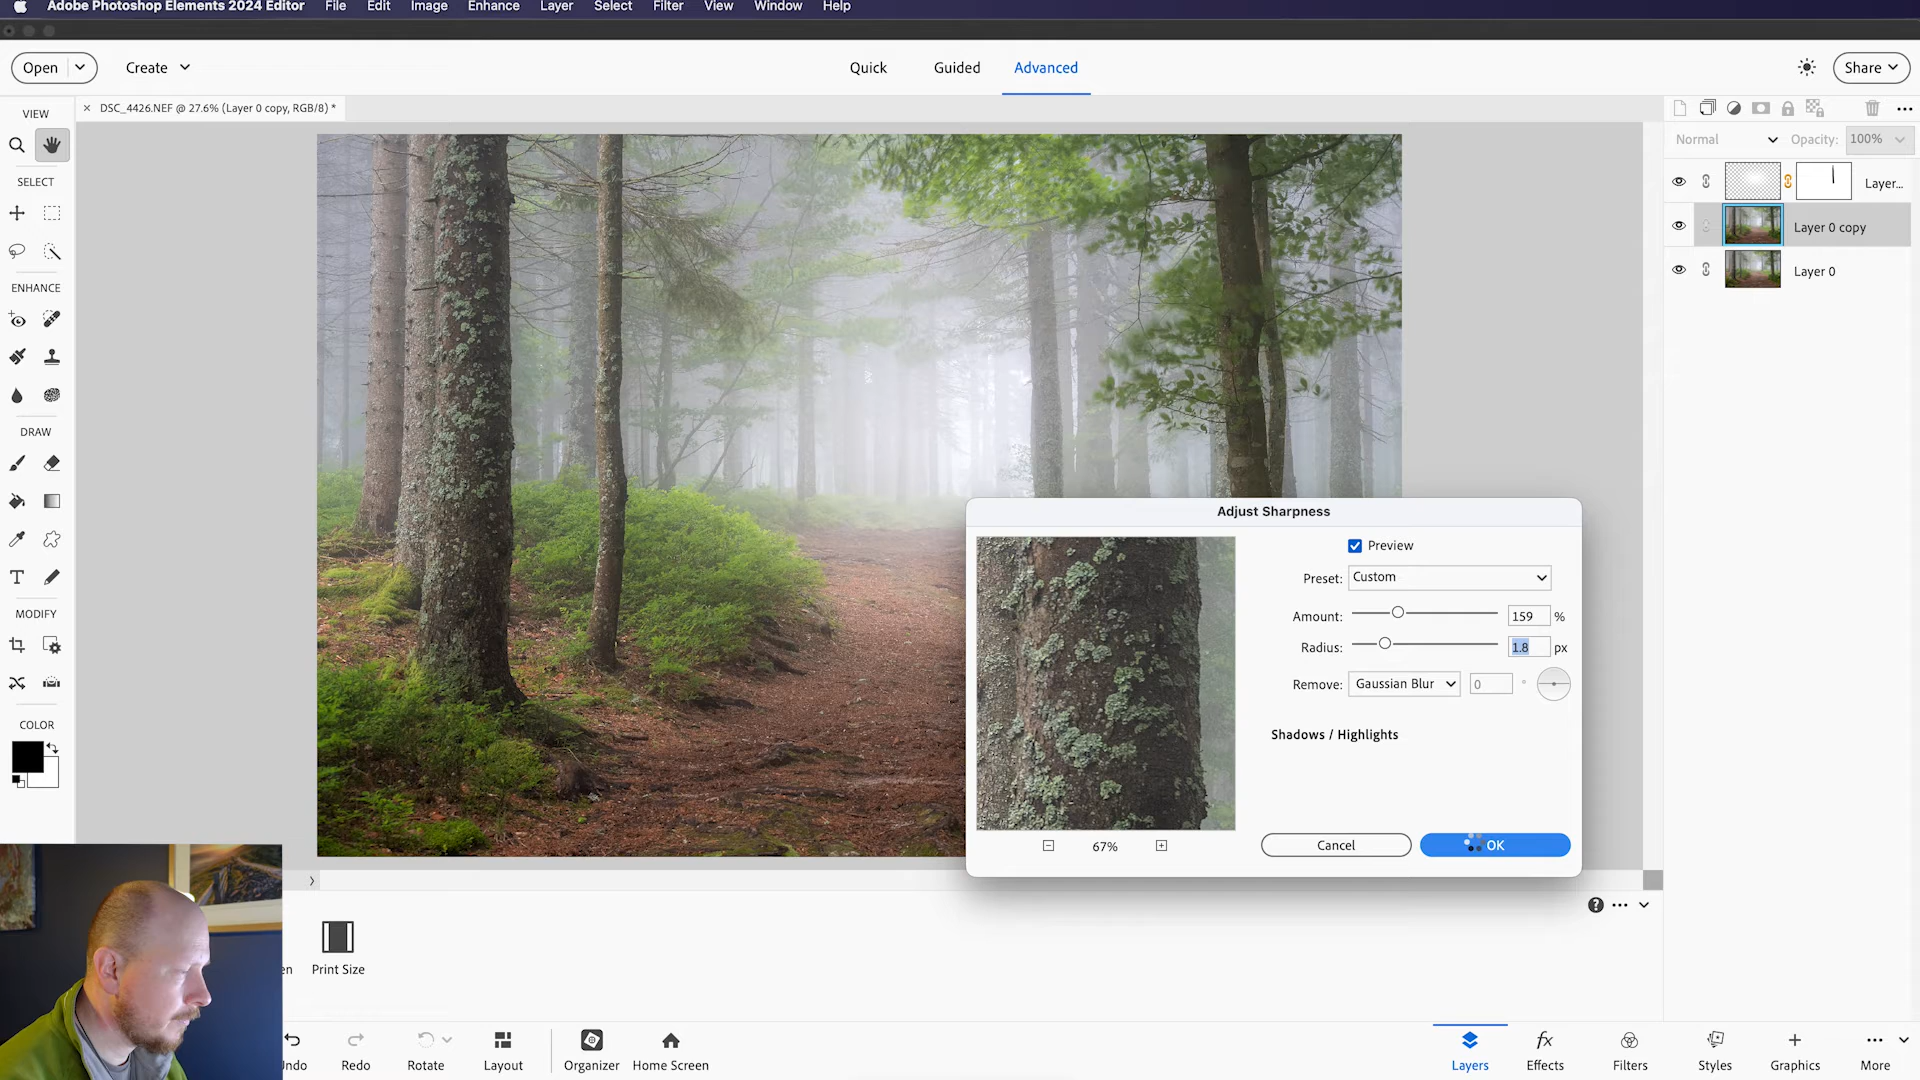 Adobe Photoshop Elements 2024 Editor File Edit Image Enhance Layer Select Filter View Window Help
Open Create Quick Guided Advanced Share
VIEW
× DSC_4426.NEF @ 27.6% (Layer 0 copy, RGB/8) *
Normal Opacity: 100%
SELECT
Layer...
Layer 0 copy
Layer 0
ENHANCE
DRAW
T
MODIFY
COLOR
Adjust Sharpness
Preview
Preset: Custom
Amount: 159 %
Radius: 1.8 px
Remove: Gaussian Blur 0 °
Shadows / Highlights
67%
Cancel OK
en Print Size
ndo Redo Rotate Layout Organizer Home Screen
fx
Layers Effects Filters Styles Graphics More